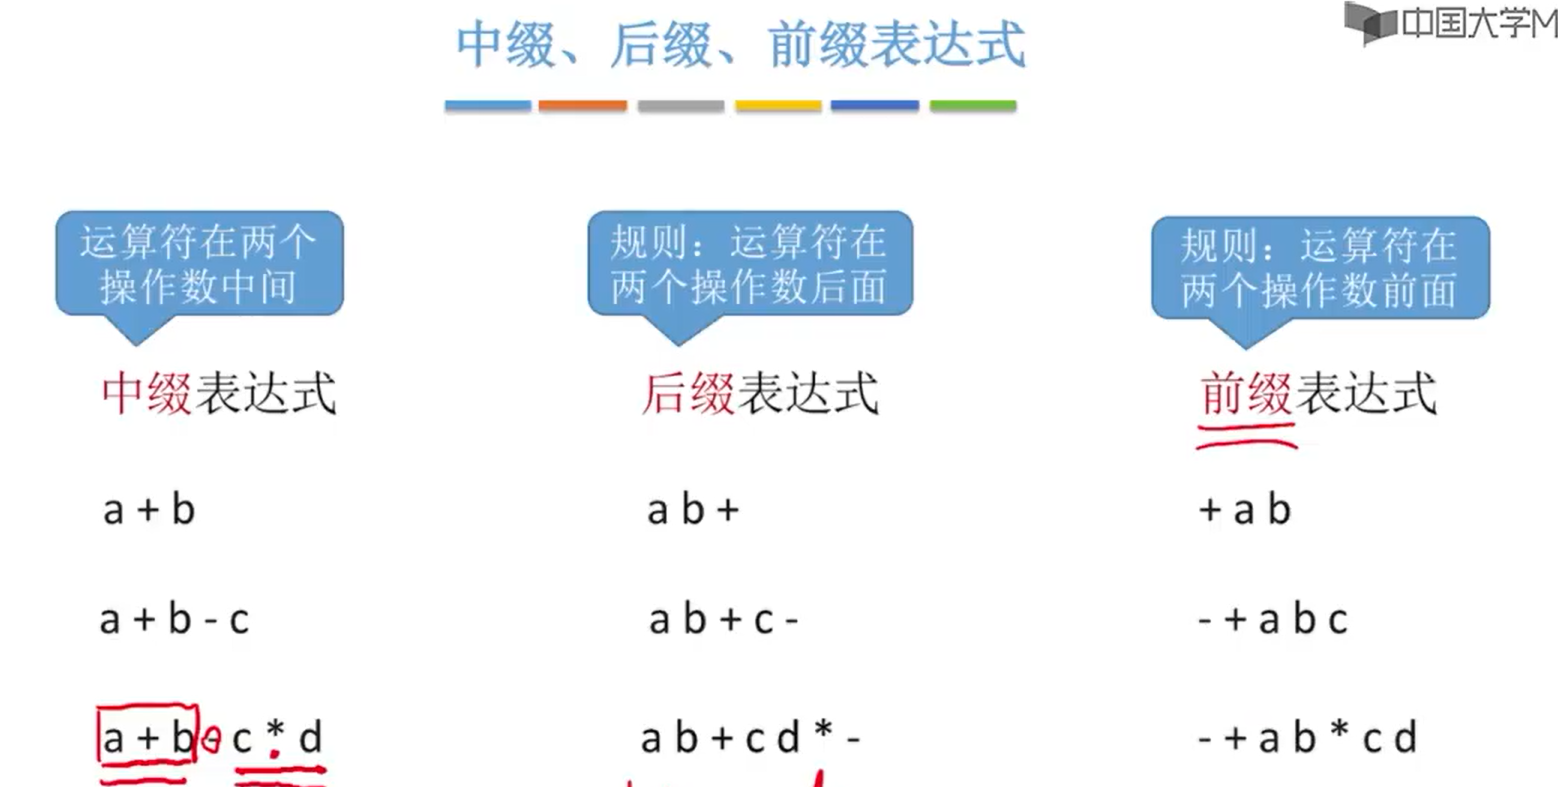 中国大学M
中缀、后缀、前缀表达式
运算符在两个
操作数中间
规则：运算符在
两个操作数后面
规则：运算符在
两个操作数前面
中缀表达式
后缀表达式
前缀表达式
a + b
a b +
+ a b
a + b - c
a b + c -
- + a b c
a + b - c * d
a b + c d * -
- + a b * c d